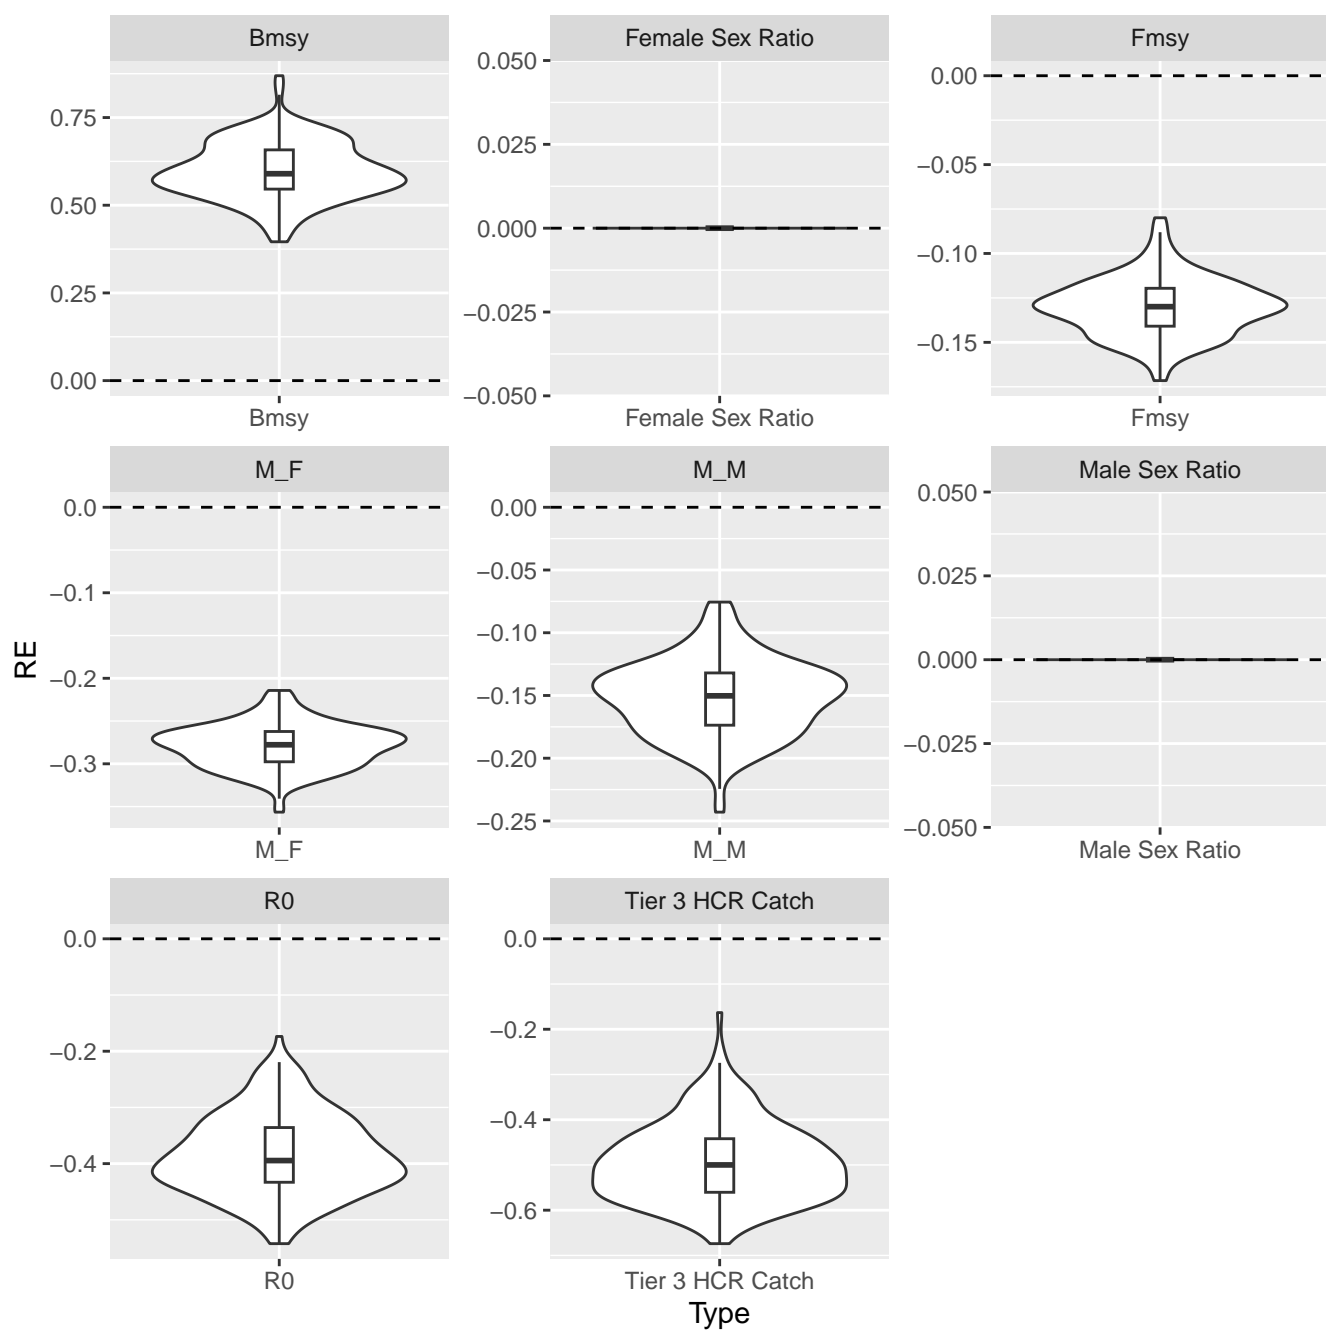 Bmsy
Female Sex Ratio
Fmsy
0.75
0.50
0.25
0.00
0.050
0.025
0.000
−0.025
−0.050
0.00
−0.05
−0.10
−0.15
Bmsy
Female Sex Ratio
Fmsy
M_F
M_M
Male Sex Ratio
0.0
−0.1
−0.2
−0.3
0.00
−0.05
−0.10
−0.15
−0.20
−0.25
0.050
0.025
0.000
−0.025
−0.050
M_F
M_M
Male Sex Ratio
RE
R0
Tier 3 HCR Catch
0.0
−0.2
−0.4
0.0
−0.2
−0.4
−0.6
R0
Tier 3 HCR Catch
Type